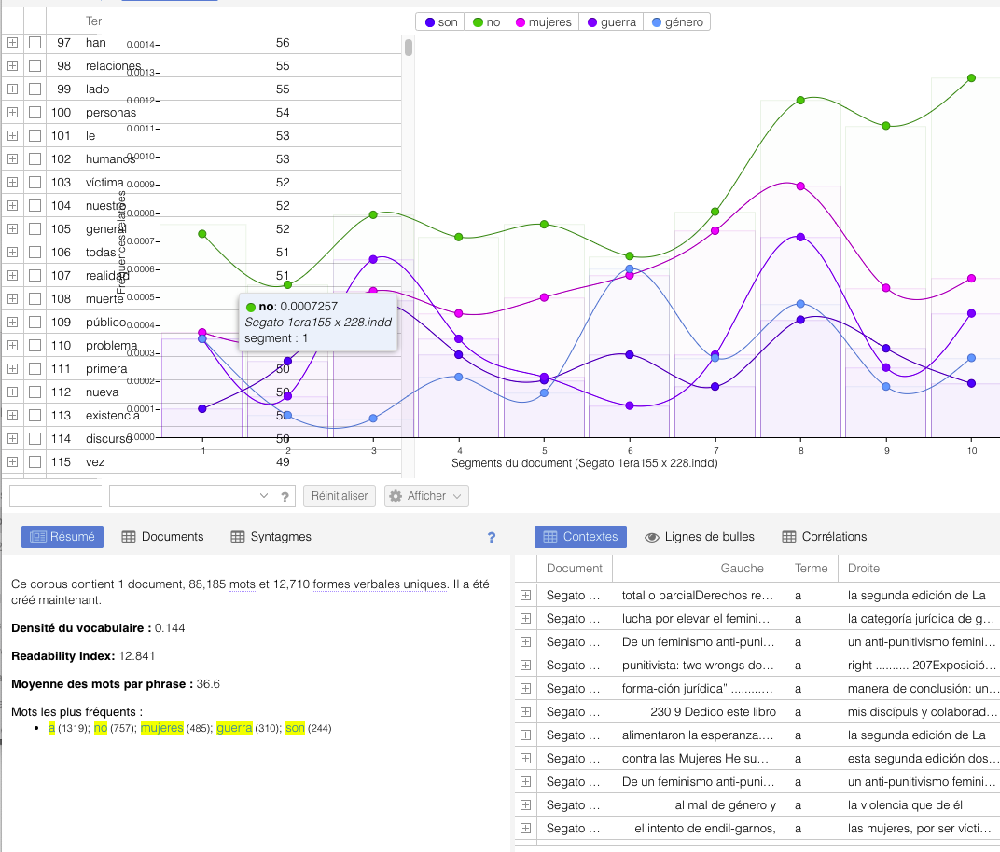 Ter
son no mujeres guerra género
97 han 56
98 relaciones 55
99 lado 55
100 personas 54
101 le 53
102 humanos 53
103 víctima 52
104 nuestro 52
105 general 52
106 todas 51
107 realidad 51
108 muerte
109 público
110 problema
111 primera 50
112 nueva 50
113 existencia 50
114 discurso 50
115 vez 49
0.0014
0.0013
0.0012
0.0011
0.0010
0.0009
0.0008
0.0007
0.0006
0.0005
0.0004
0.0003
0.0002
0.0001
0.0000
Fréquences relatives
no: 0.0007257
Segato 1era155 x 228.indd
segment : 1
1 2 3 4 5 6 7 8 9 10
Segments du document (Segato 1era155 x 228.indd)
? Réinitialiser Afficher
Résumé Documents Syntagmes ?
Ce corpus contient 1 document, 88,185 mots et 12,710 formes verbales uniques. Il a été
créé maintenant.
Densité du vocabulaire : 0.144
Readability Index: 12.841
Moyenne des mots par phrase : 36.6
Mots les plus fréquents :
• a (1319); no (757); mujeres (485); guerra (310); son (244)
Contextes Lignes de bulles Corrélations
Document Gauche Terme Droite
Segato ... total o parcialDerechos re... a la segunda edición de La
Segato ... lucha por elevar el femini... a la categoría jurídica de g...
Segato ... De un feminismo anti-puni... a un anti-punitivismo femini...
Segato ... punitivista: two wrongs do... a right .......... 207Exposició...
Segato ... forma-ción jurídica” ............ a manera de conclusión: un...
Segato ... 230 9 Dedico este libro a mis discípuls y colaborad...
Segato ... alimentaron la esperanza.... a la segunda edición de La
Segato ... contra las Mujeres He su... a esta segunda edición dos...
Segato ... De un feminismo anti-puni... a un anti-punitivismo femini...
Segato ... al mal de género y a la violencia que de él
Segato ... el intento de endil-garnos, a las mujeres, por ser vícti...